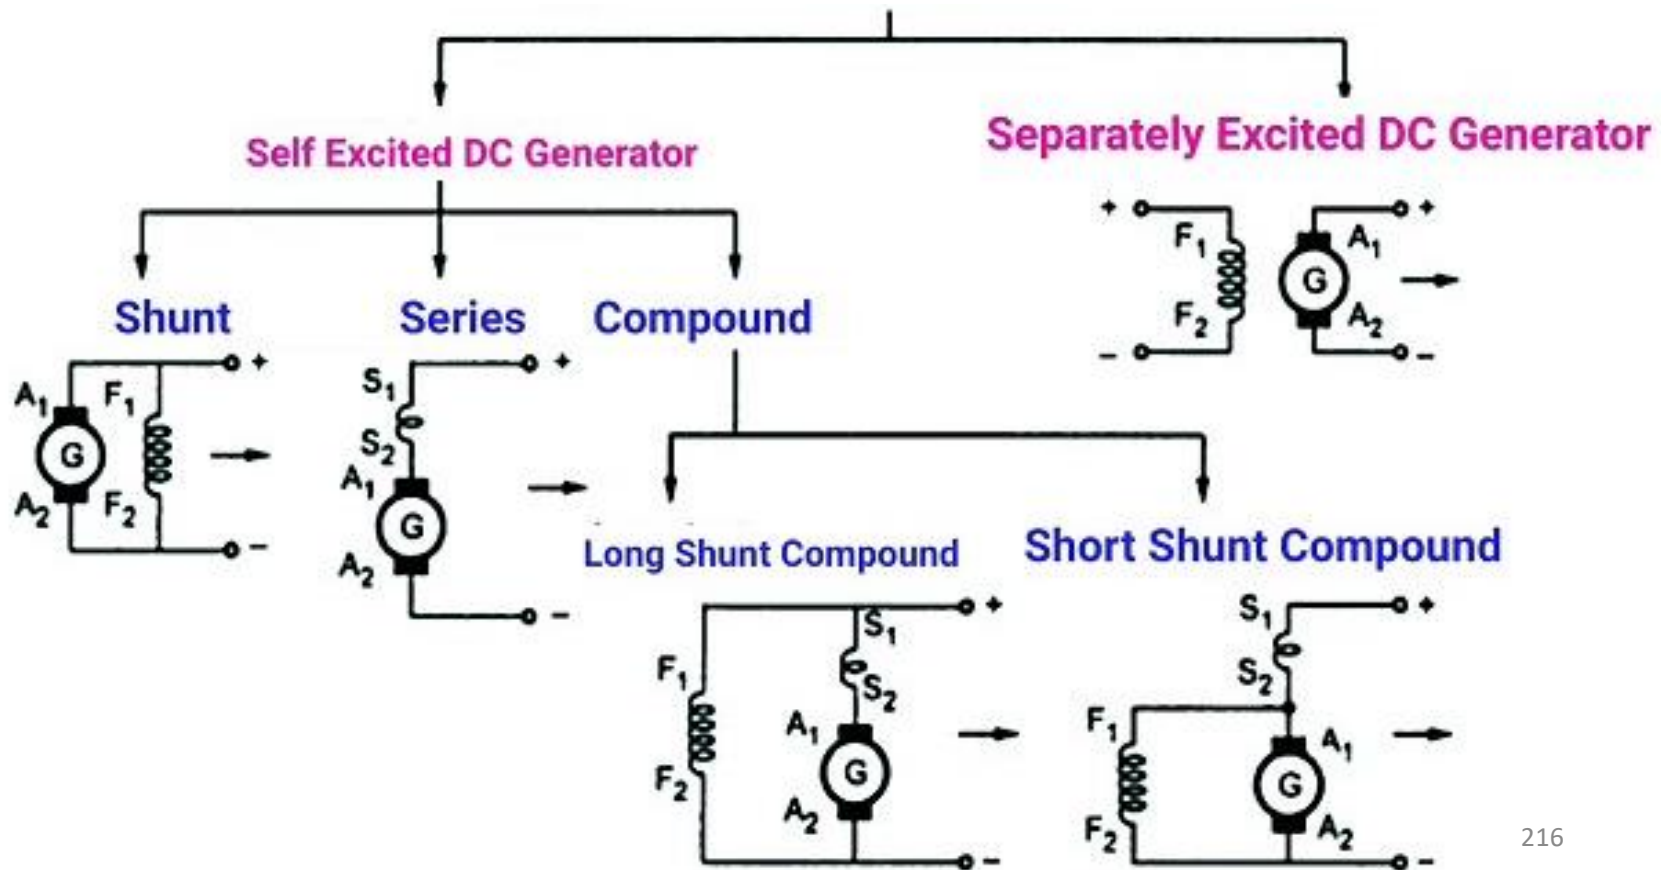 Self Excited DC Generator
Separately Excited DC Generator
+
F1
F2
–
G
A1
A2
+
–
Shunt
Series
Compound
A1
F1
G
A2
F2
+
–
S1
S2
A1
G
A2
+
–
Long Shunt Compound
Short Shunt Compound
F1
F2
S1
S2
A1
G
A2
+
–
S1
S2
F1
F2
A1
G
A2
+
–
216